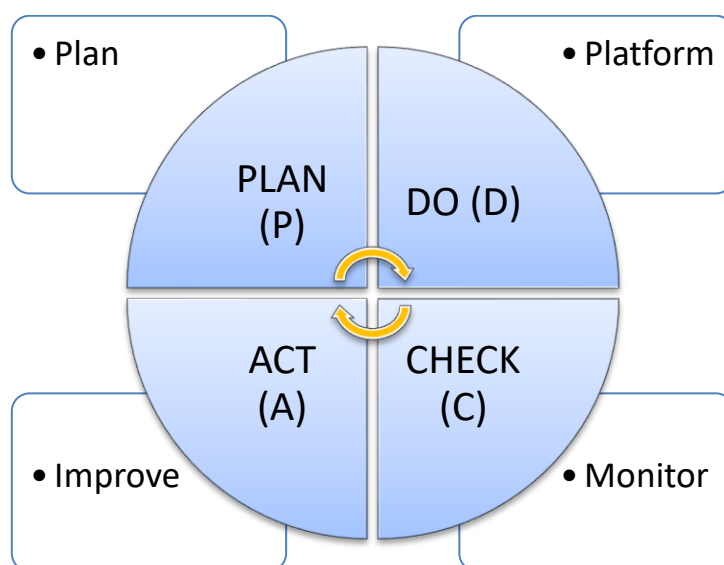 • Plan
• Platform
PLAN
(P)
DO (D)
ACT
(A)
CHECK
(C)
• Improve
• Monitor